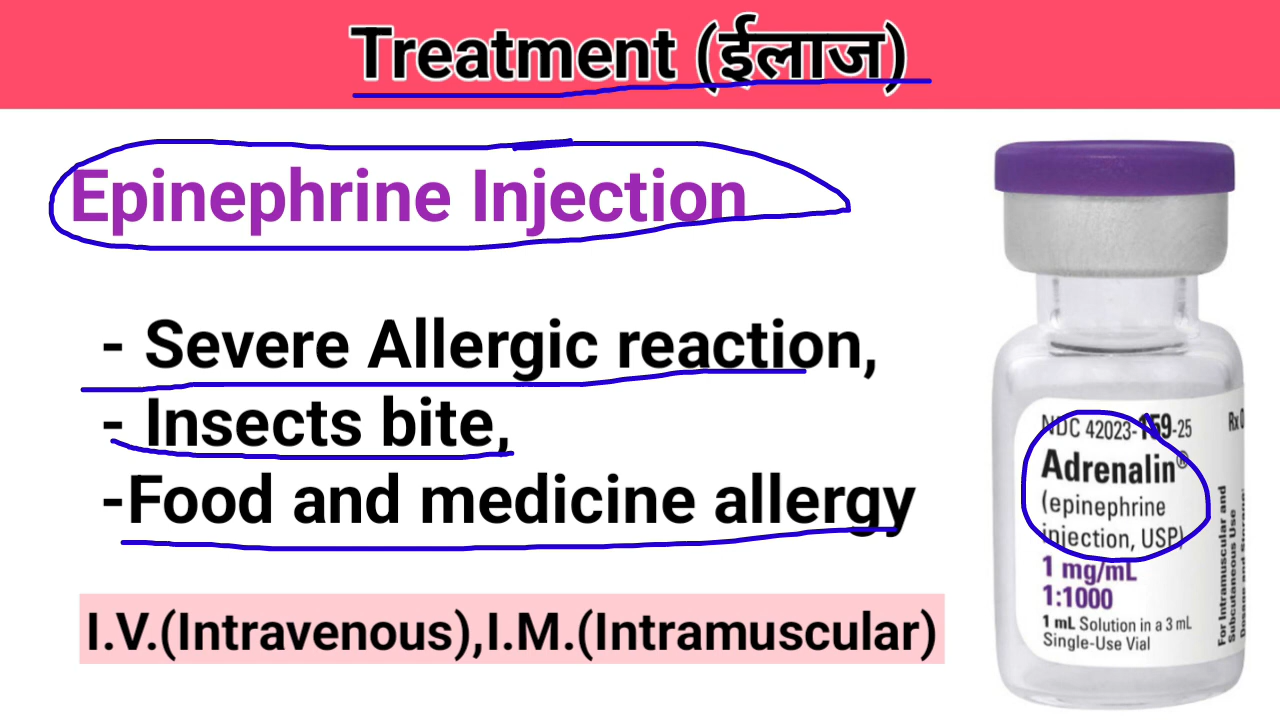 Treatment (ईलाज)
Epinephrine Injection
- Severe Allergic reaction,
- Insects bite,
-Food and medicine allergy
I.V.(Intravenous),I.M.(Intramuscular)
NDC 42023-159-25
Rx
Adrenalin®
(epinephrine
injection, USP)
1 mg/mL
1:1000
1 mL Solution in a 3 mL
Single-Use Vial
For Intramuscular and
Subcutaneous Use